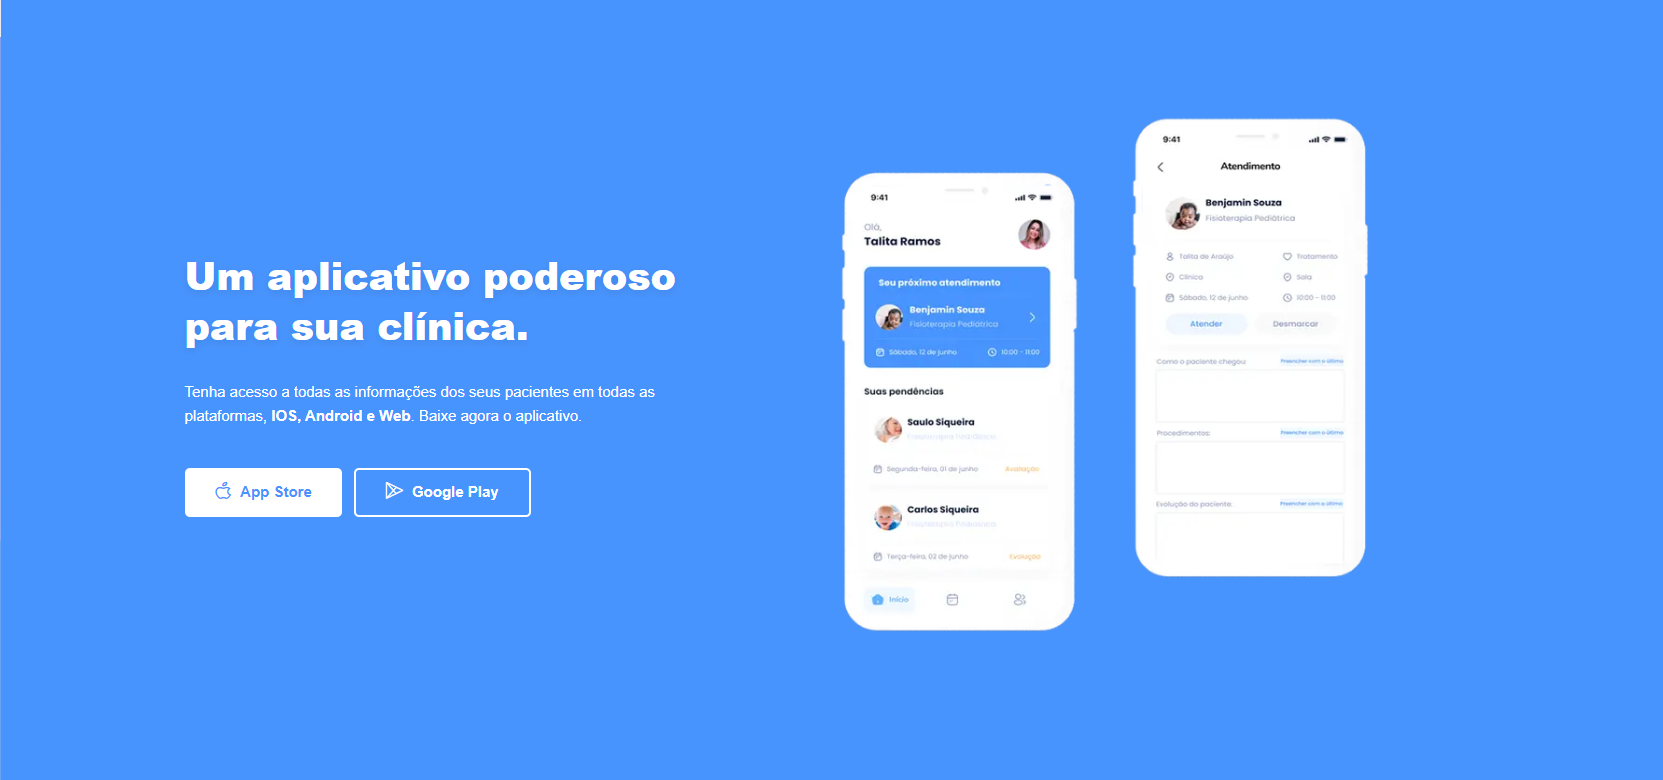 Um aplicativo poderoso
para sua clínica.
Tenha acesso a todas as informações dos seus pacientes em todas as
plataformas, IOS, Android e Web. Baixe agora o aplicativo.
App Store
Google Play
9:41
Olá,
Talita Ramos
Seu próximo atendimento
Benjamin Souza
Fisioterapia Pediátrica
Sábado, 12 de junho
10:00 - 11:00
Suas pendências
Saulo Siqueira
Fisioterapia Pediátrica
Segunda-feira, 01 de junho
Avaliação
Carlos Siqueira
Fisioterapia Pediátrica
Terça-feira, 02 de junho
Evolução
Início
9:41
Atendimento
Benjamin Souza
Fisioterapia Pediátrica
Talita de Araújo
Tratamento
Clínica
Sala
Sábado, 12 de junho
10:00 - 11:00
Atender
Desmarcar
Como o paciente chegou:
Preencher com o último
Procedimentos:
Preencher com o último
Evolução do paciente:
Preencher com o último